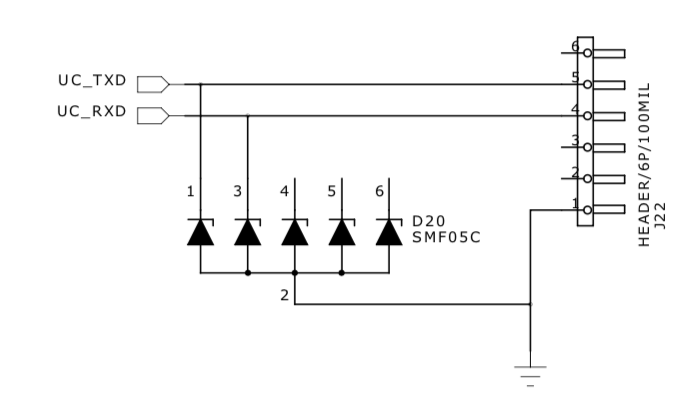 UC_TXD
UC_RXD
6
5
4
3
2
1
HEADER/6P/100MIL
J22
1
3
4
5
6
D20
SMF05C
2